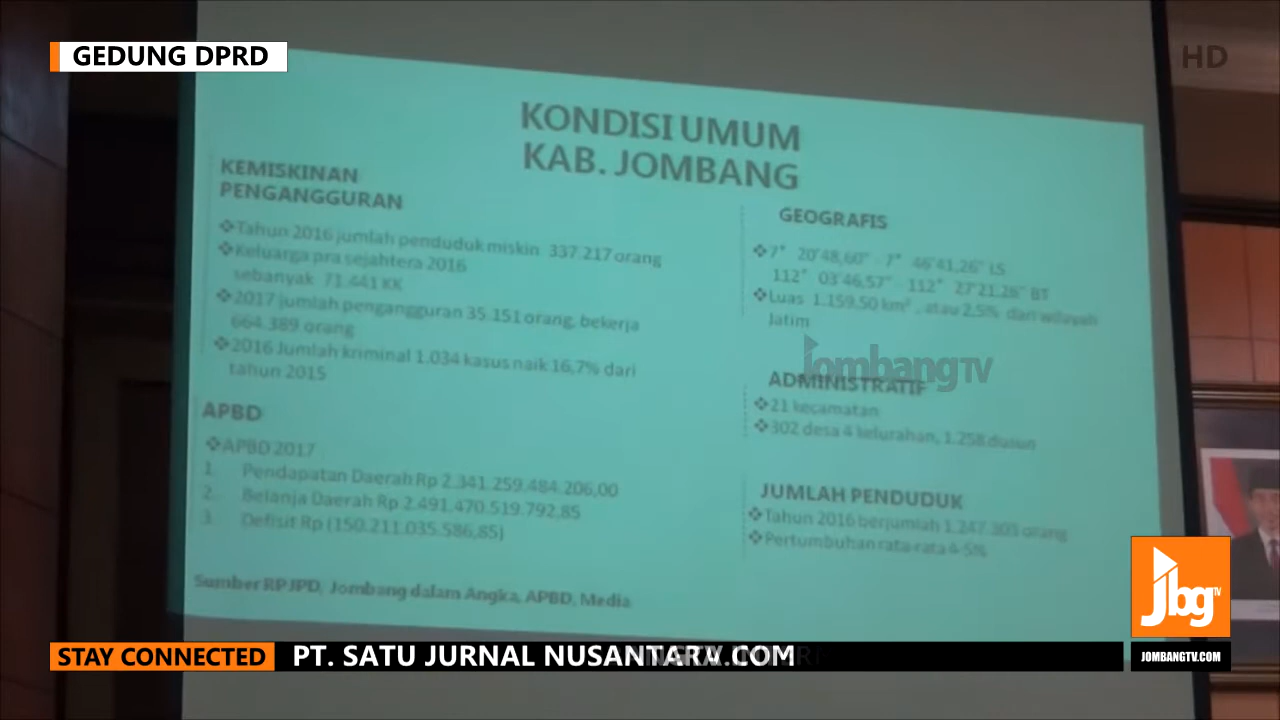 GEDUNG DPRD
HD
KONDISI UMUM
KAB. JOMBANG
KEMISKINAN
PENGANGGURAN
❖Tahun 2016 jumlah penduduk miskin 337.217 orang
❖Keluarga pra sejahtera 2016
sebanyak 71.441 KK
❖2017 jumlah pengangguran 35.151 orang, bekerja
664.389 orang
❖2016 Jumlah kriminal 1.034 kasus naik 16,7% dari
tahun 2015
APBD
❖APBD 2017
1. Pendapatan Daerah Rp 2.341.259.484.206,00
2. Belanja Daerah Rp 2.491.470.519.792,85
3. Defisit Rp (150.211.035.586,85)
Sumber RPJPD, Jombang dalam Angka, APBD, Media
GEOGRAFIS
❖7° 20'48,60" - 7° 46'41,26" LS
112° 03'46,57" - 112° 27'21,26" BT
❖Luas 1.159,50 km², atau 2,5% dari wilayah
Jatim
JombangTV
ADMINISTRATIF
❖21 kecamatan
❖302 desa 4 kelurahan, 1.258 dusun
JUMLAH PENDUDUK
❖Tahun 2016 berjumlah 1.247.303 orang
❖Pertumbuhan rata-rata 4-5%
Jbg TV
JOMBANGTV.COM
STAY CONNECTED
PT. SATU JURNAL NUSANTARA